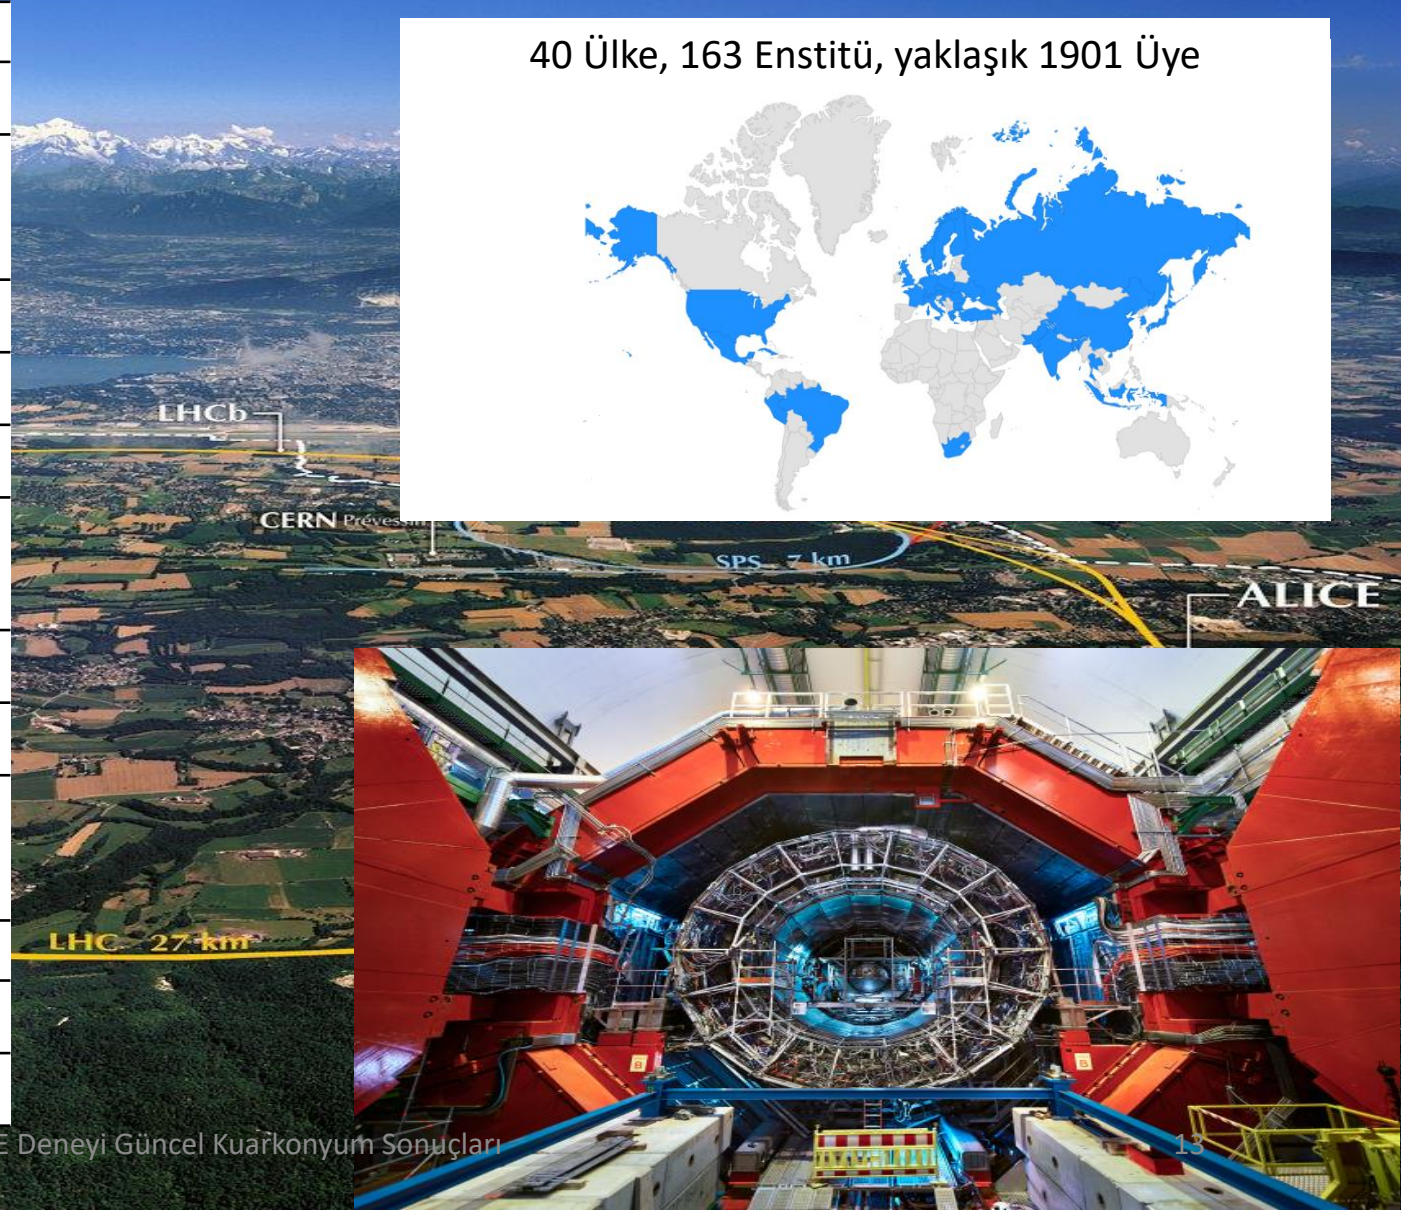 40 Ülke, 163 Enstitü, yaklaşık 1901 Üye
LHCb
CERN Prévessin
SPS - 7 km
ALICE
LHC - 27 km
B
B
E Deneyi Güncel Kuarkonyum Sonuçları
13